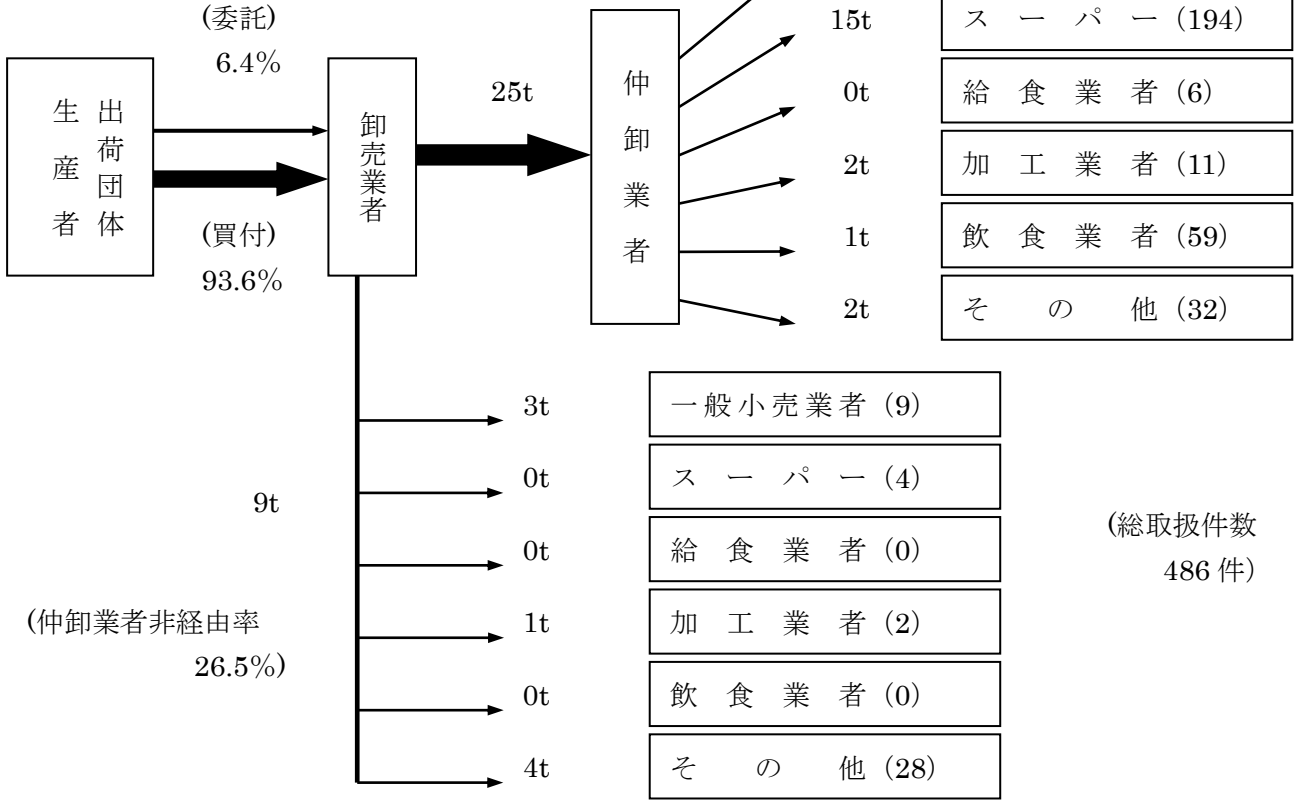 (委託)
6.4%
出荷団体
生産者
(買付)
93.6%
卸売業者
25t
仲卸業者
15t
スーパー(194)
0t
給食業者(6)
2t
加工業者(11)
1t
飲食業者(59)
2t
その他(32)
9t
(仲卸業者非経由率
26.5%)
3t
一般小売業者(9)
0t
スーパー(4)
0t
給食業者(0)
1t
加工業者(2)
0t
飲食業者(0)
4t
その他(28)
(総取扱件数
486件)